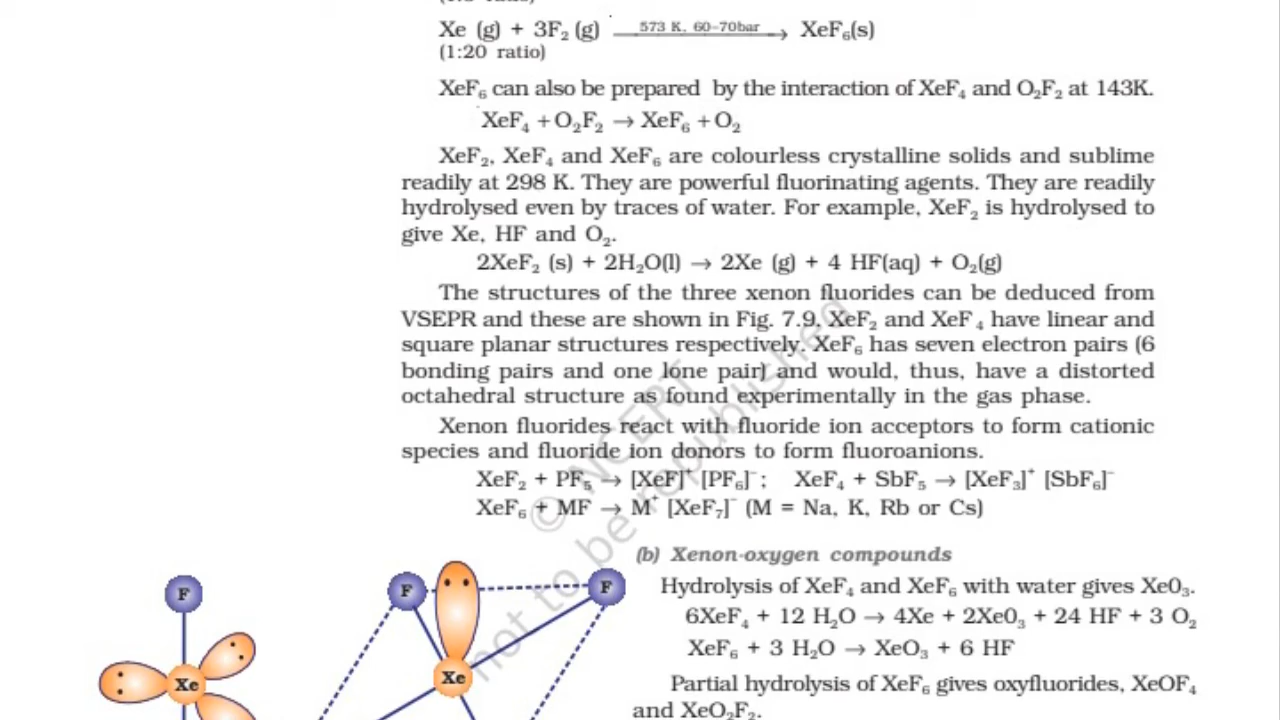 Xe (g) + 3F₂ (g) 573 K, 60–70bar → XeF₆(s)
(1:20 ratio)
XeF₆ can also be prepared by the interaction of XeF₄ and O₂F₂ at 143K.
XeF₄ + O₂F₂ → XeF₆ + O₂
XeF₂, XeF₄ and XeF₆ are colourless crystalline solids and sublime
readily at 298 K. They are powerful fluorinating agents. They are readily
hydrolysed even by traces of water. For example, XeF₂ is hydrolysed to
give Xe, HF and O₂.
2XeF₂ (s) + 2H₂O(l) → 2Xe (g) + 4 HF(aq) + O₂(g)
The structures of the three xenon fluorides can be deduced from
VSEPR and these are shown in Fig. 7.9. XeF₂ and XeF₄ have linear and
square planar structures respectively. XeF₆ has seven electron pairs (6
bonding pairs and one lone pair) and would, thus, have a distorted
octahedral structure as found experimentally in the gas phase.
Xenon fluorides react with fluoride ion acceptors to form cationic
species and fluoride ion donors to form fluoroanions.
XeF₂ + PF₅ → [XeF]⁺ [PF₆]⁻ ; XeF₄ + SbF₅ → [XeF₃]⁺ [SbF₆]⁻
XeF₆ + MF → M⁺ [XeF₇]⁻ (M = Na, K, Rb or Cs)
© NCERT
not to be republished
(b) Xenon-oxygen compounds
Hydrolysis of XeF₄ and XeF₆ with water gives Xe0₃.
6XeF₄ + 12 H₂O → 4Xe + 2Xe0₃ + 24 HF + 3 O₂
XeF₆ + 3 H₂O → XeO₃ + 6 HF
Partial hydrolysis of XeF₆ gives oxyfluorides, XeOF₄
and XeO₂F₂.
F
Xe
F
F
Xe